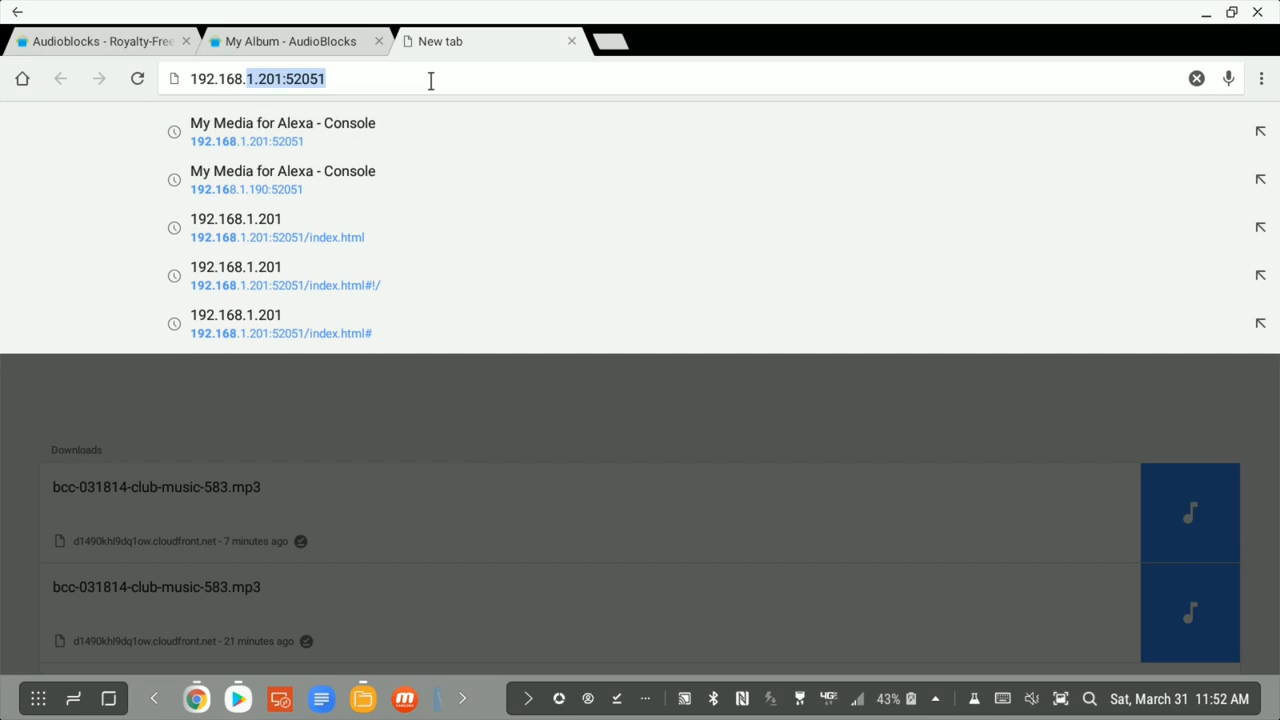 Audioblocks - Royalty-Free
My Album - AudioBlocks
New tab
192.168.1.201:52051
My Media for Alexa - Console
192.168.1.201:52051
My Media for Alexa - Console
192.168.1.190:52051
192.168.1.201
192.168.1.201:52051/index.html
192.168.1.201
192.168.1.201:52051/index.html#!/
192.168.1.201
192.168.1.201:52051/index.html#
Downloads
bcc-031814-club-music-583.mp3
d1490khl9dq1ow.cloudfront.net - 7 minutes ago
bcc-031814-club-music-583.mp3
d1490khl9dq1ow.cloudfront.net - 21 minutes ago
4G 43% Sat, March 31 11:52 AM